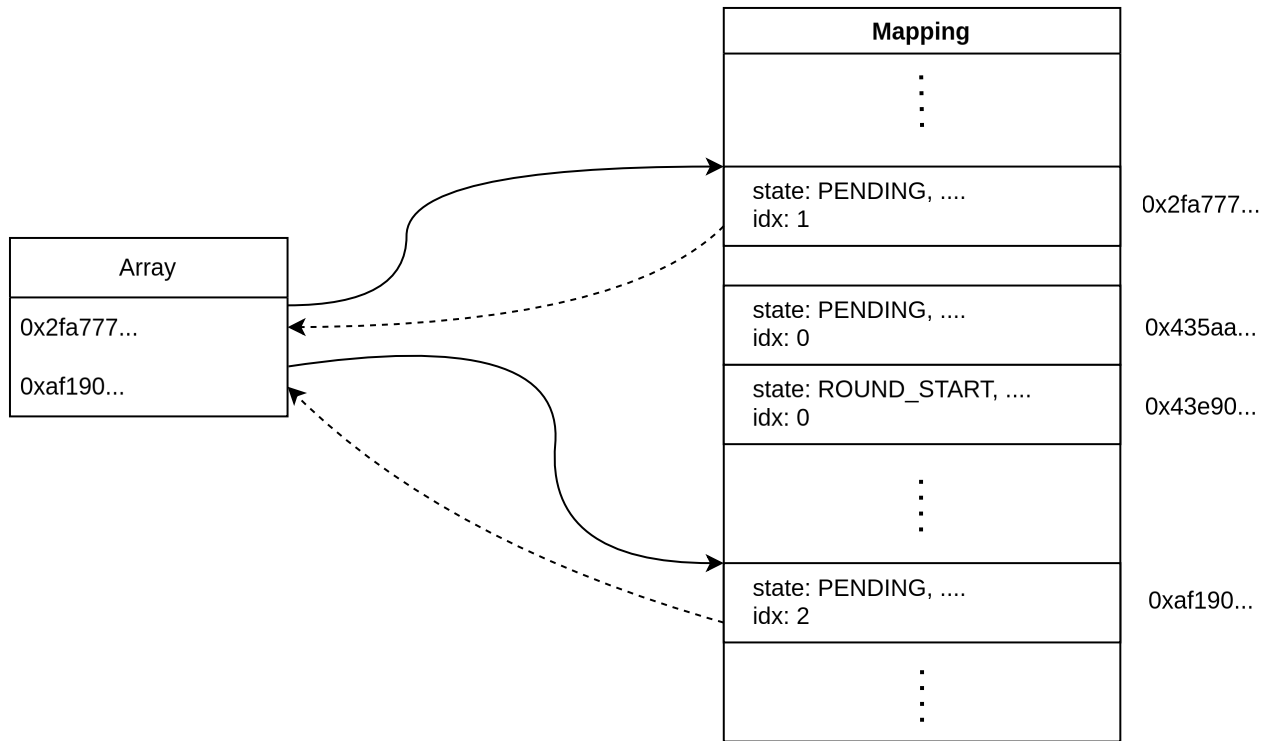 Mapping
state: PENDING, ....
idx: 1
0x2fa777...
Array
0x2fa777...
0xaf190...
state: PENDING, ....
idx: 0
0x435aa...
state: ROUND_START, ....
idx: 0
0x43e90...
state: PENDING, ....
idx: 2
0xaf190...